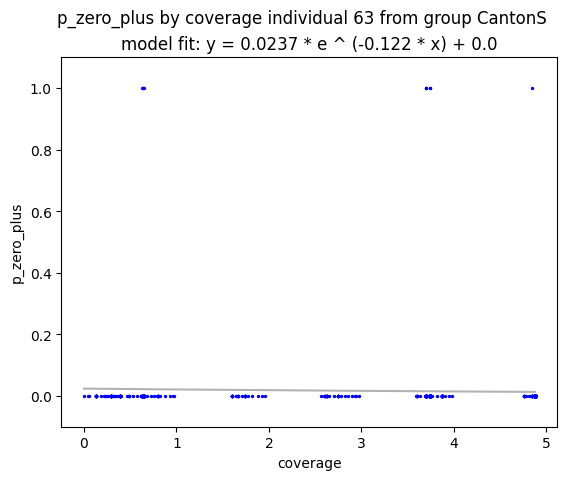 p_zero_plus by coverage individual 63 from group CantonS
model fit: y = 0.0237 * e ^ (-0.122 * x) + 0.0
1.0
0.8
0.6
0.4
0.2
0.0
p_zero_plus
0 1 2 3 4 5
coverage